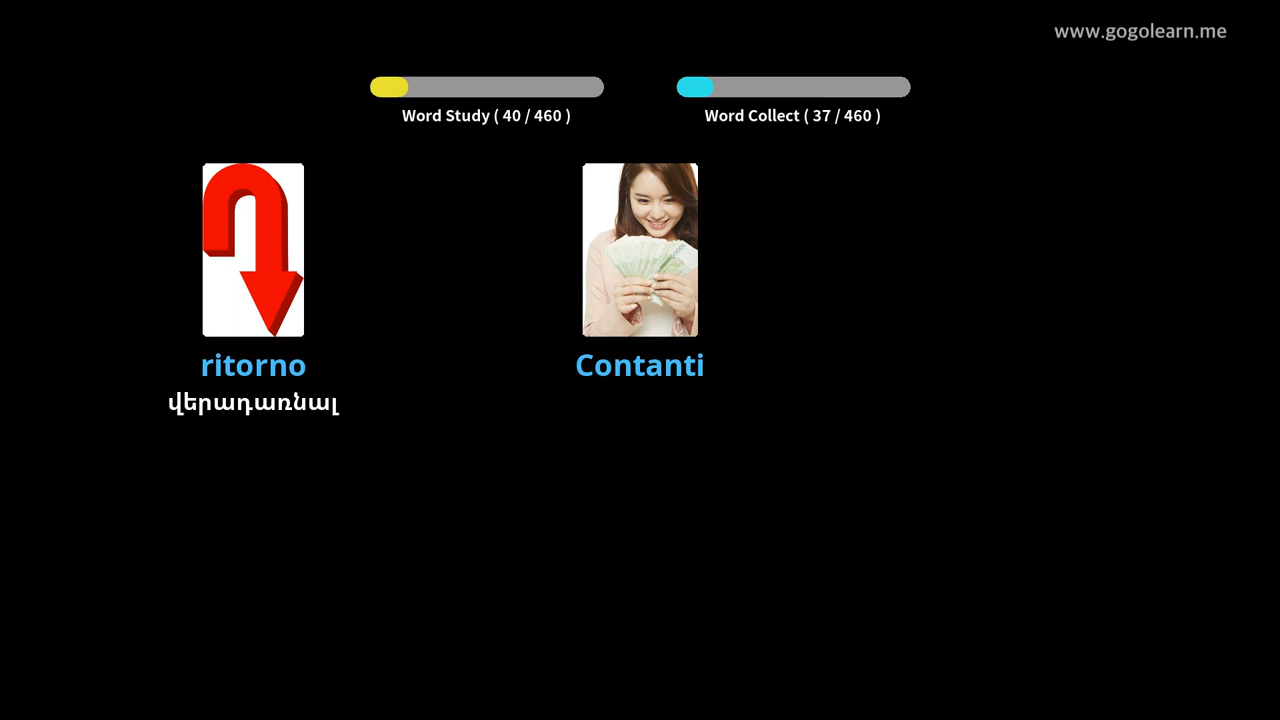 www.gogolearn.me
Word Study ( 40 / 460 )
Word Collect ( 37 / 460 )
ritorno
վերադառնալ
Contanti